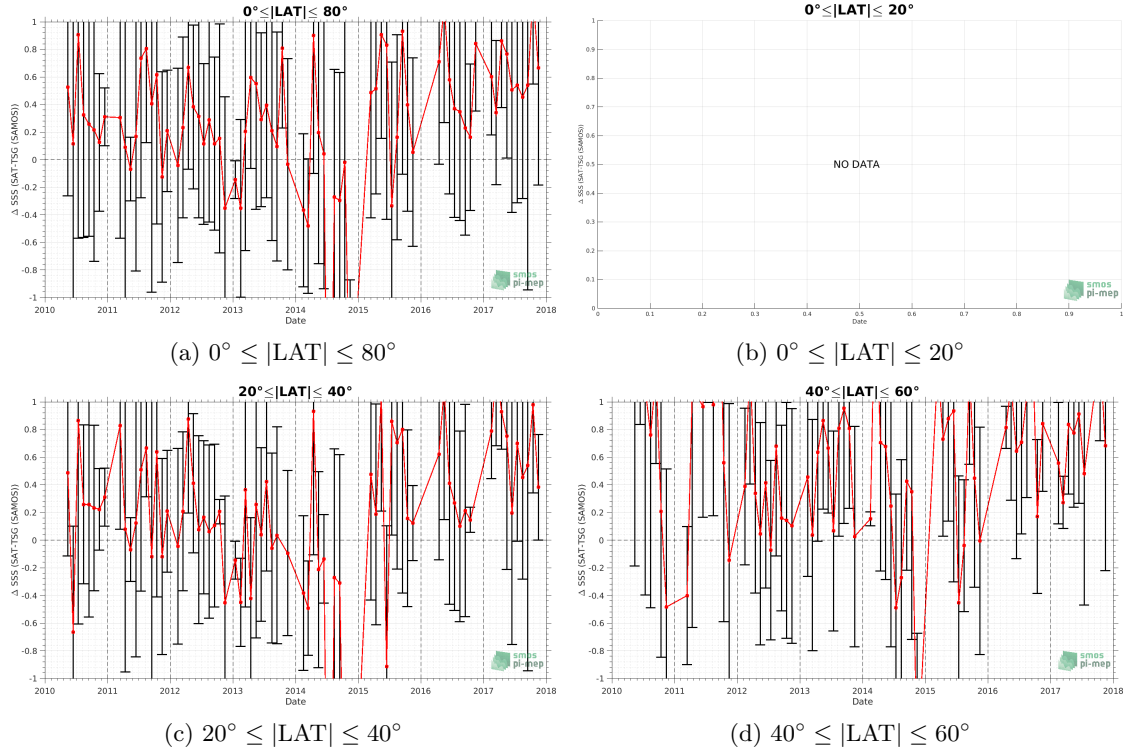 0°≤|LAT|≤ 80°
Δ SSS (SAT-TSG (SAMOS))
1
0.8
0.6
0.4
0.2
0
-0.2
-0.4
-0.6
-0.8
-1
2010 2011 2012 2013 2014 2015 2016 2017 2018
Date
smos
pi-mep
(a) 0° ≤ |LAT| ≤ 80°
0°≤|LAT|≤ 20°
Δ SSS (SAT-TSG (SAMOS))
1
0.9
0.8
0.7
0.6
0.5
0.4
0.3
0.2
0.1
0
NO DATA
0 0.1 0.2 0.3 0.4 0.5 0.6 0.7 0.8 0.9 1
Date
smos
pi-mep
(b) 0° ≤ |LAT| ≤ 20°
20°≤|LAT|≤ 40°
Δ SSS (SAT-TSG (SAMOS))
1
0.8
0.6
0.4
0.2
0
-0.2
-0.4
-0.6
-0.8
-1
2010 2011 2012 2013 2014 2015 2016 2017 2018
Date
smos
pi-mep
(c) 20° ≤ |LAT| ≤ 40°
40°≤|LAT|≤ 60°
Δ SSS (SAT-TSG (SAMOS))
1
0.8
0.6
0.4
0.2
0
-0.2
-0.4
-0.6
-0.8
-1
2010 2011 2012 2013 2014 2015 2016 2017 2018
Date
smos
pi-mep
(d) 40° ≤ |LAT| ≤ 60°